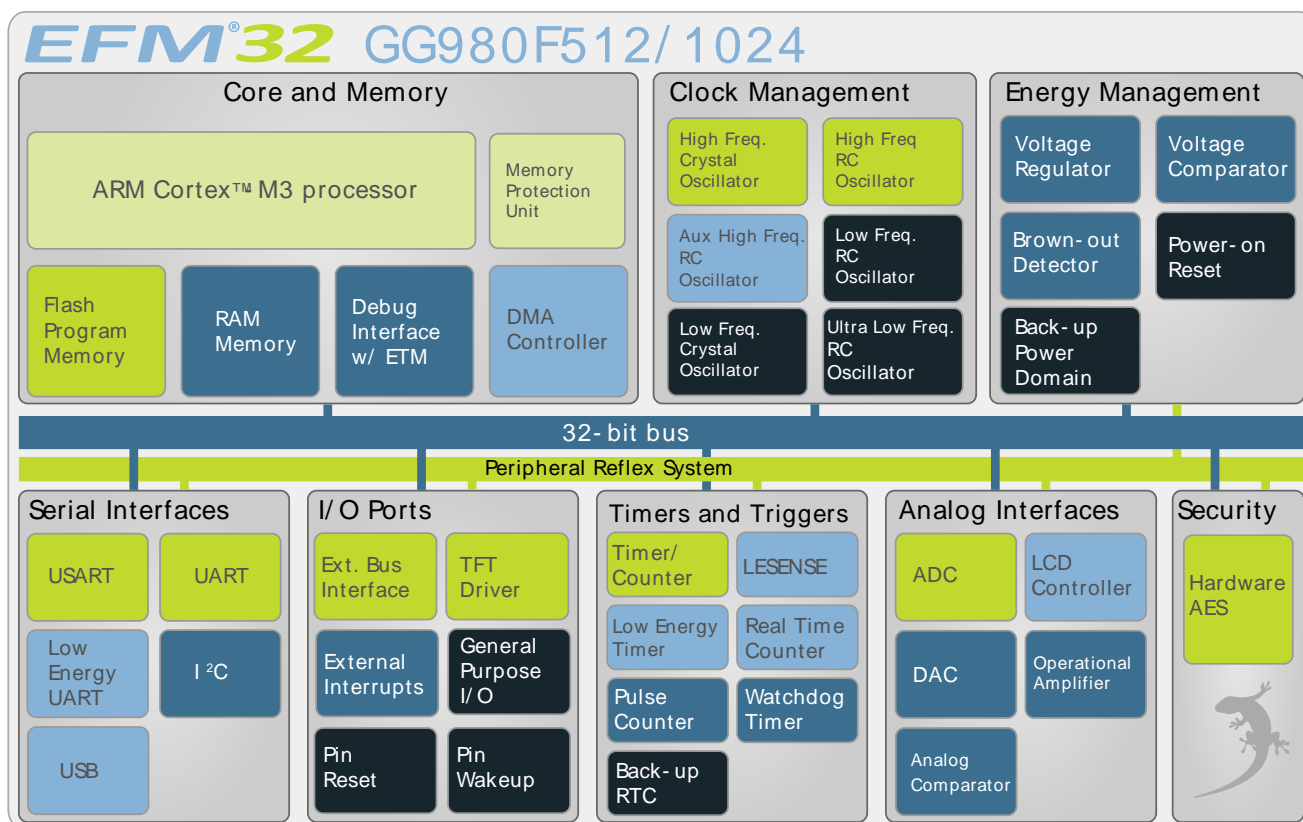 EFM®32 GG980F512/1024
Core and Memory
ARM Cortex™ M3 processor
Memory
Protection
Unit
Flash
Program
Memory
RAM
Memory
Debug
Interface
w/ ETM
DMA
Controller
Clock Management
High Freq.
Crystal
Oscillator
High Freq
RC
Oscillator
Aux High Freq.
RC
Oscillator
Low Freq.
RC
Oscillator
Low Freq.
Crystal
Oscillator
Ultra Low Freq.
RC
Oscillator
Energy Management
Voltage
Regulator
Voltage
Comparator
Brown-out
Detector
Power-on
Reset
Back-up
Power
Domain
32-bit bus
Peripheral Reflex System
Serial Interfaces
USART
UART
Low
Energy
UART
I²C
USB
I/O Ports
Ext. Bus
Interface
TFT
Driver
External
Interrupts
General
Purpose
I/O
Pin
Reset
Pin
Wakeup
Timers and Triggers
Timer/
Counter
LESENSE
Low Energy
Timer
Real Time
Counter
Pulse
Counter
Watchdog
Timer
Back-up
RTC
Analog Interfaces
ADC
LCD
Controller
DAC
Operational
Amplifier
Analog
Comparator
Security
Hardware
AES